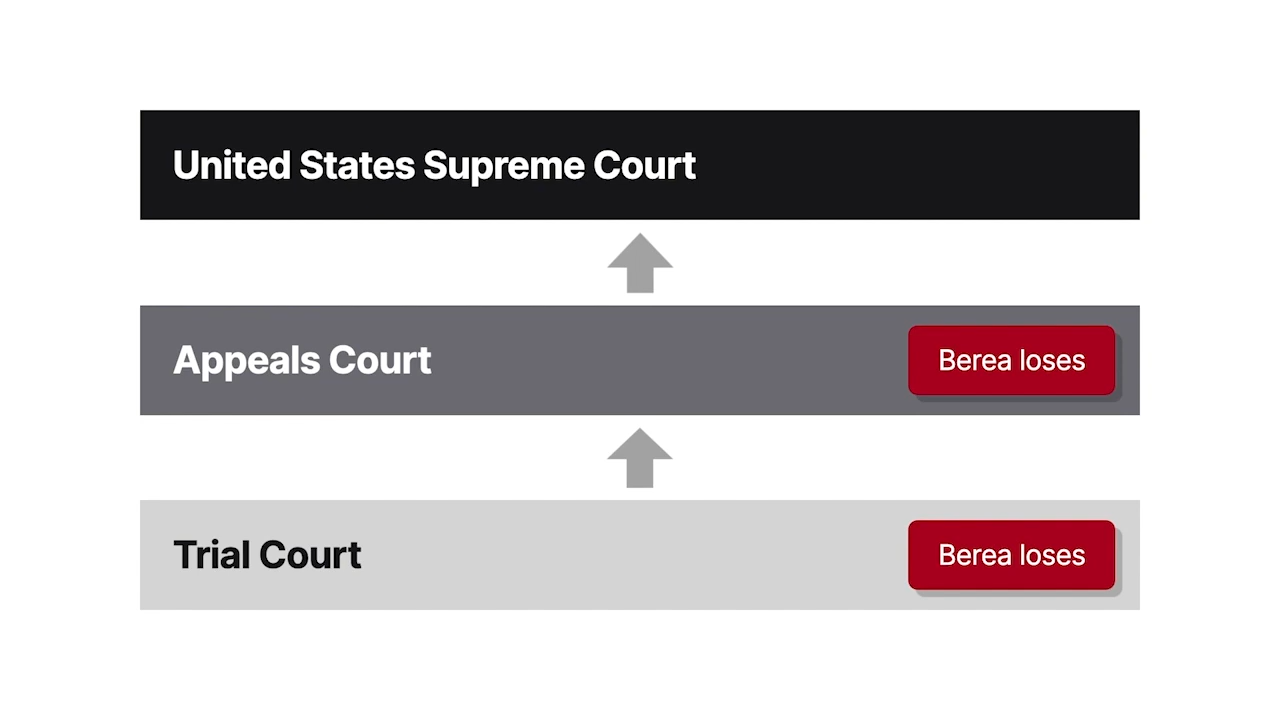 United States Supreme Court
Appeals Court
Berea loses
Trial Court
Berea loses